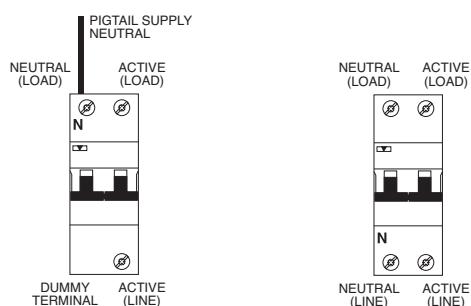 PIGTAIL SUPPLY
NEUTRAL
NEUTRAL
(LOAD)
ACTIVE
(LOAD)
N
DUMMY
TERMINAL
ACTIVE
(LINE)
NEUTRAL
(LOAD)
ACTIVE
(LOAD)
N
NEUTRAL
(LINE)
ACTIVE
(LINE)